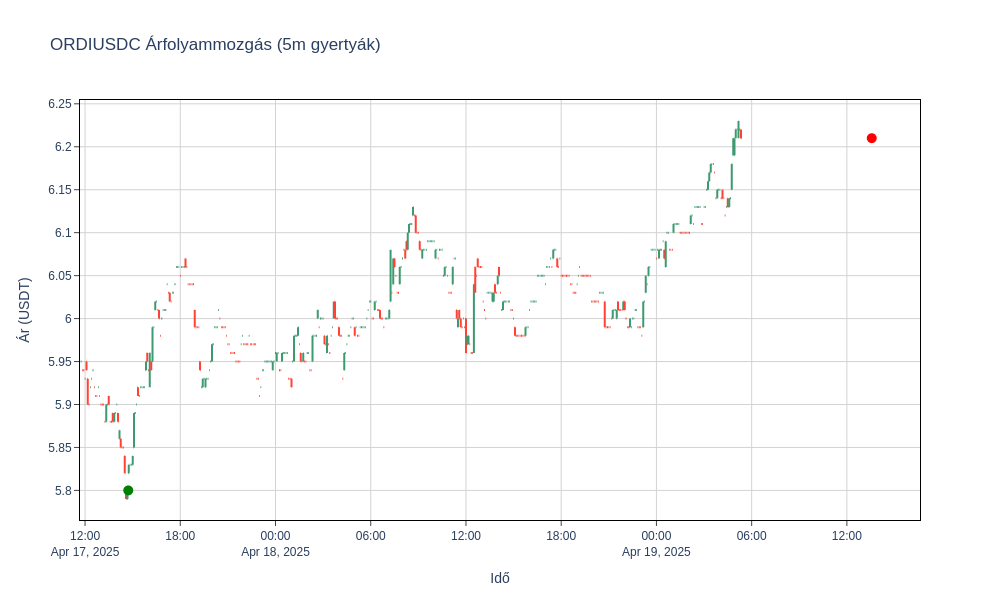 ORDIUSDC Árfolyammozgás (5m gyertyák)
6.25
6.2
6.15
6.1
6.05
6
5.95
5.9
5.85
5.8
Ár (USDT)
12:00 18:00 00:00 06:00 12:00 18:00 00:00 06:00 12:00
Apr 17, 2025 Apr 18, 2025 Apr 19, 2025
Idő